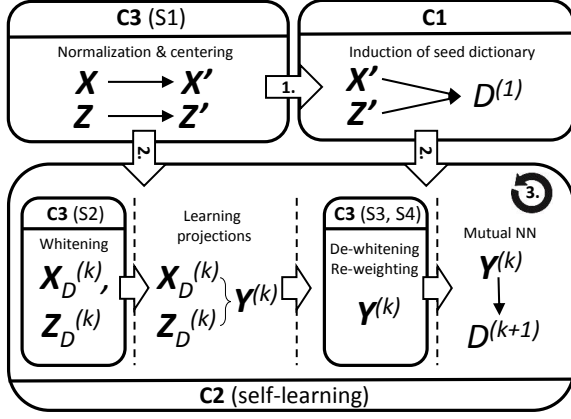 C3 (S1)
Normalization & centering
X → X'
Z → Z'
1.
C1
Induction of seed dictionary
X'
Z'
D(1)
2.
2.
3.
C3 (S2)
Whitening
XD(k),
ZD(k)
Learning
projections
XD(k)
ZD(k)
Y(k)
C3 (S3, S4)
De-whitening
Re-weighting
Y(k)
Mutual NN
Y(k)
D(k+1)
C2 (self-learning)